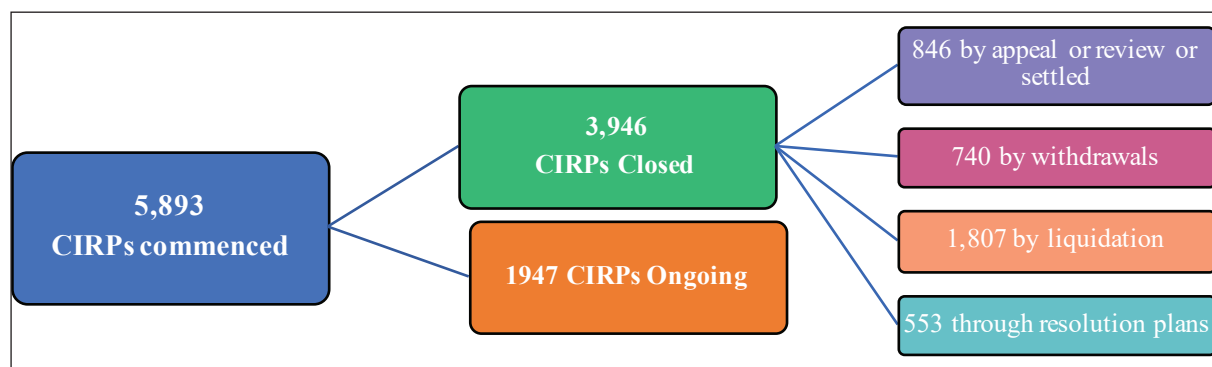 5,893
CIRPs commenced
3,946
CIRPs Closed
1947 CIRPs Ongoing
846 by appeal or review or
settled
740 by withdrawals
1,807 by liquidation
553 through resolution plans